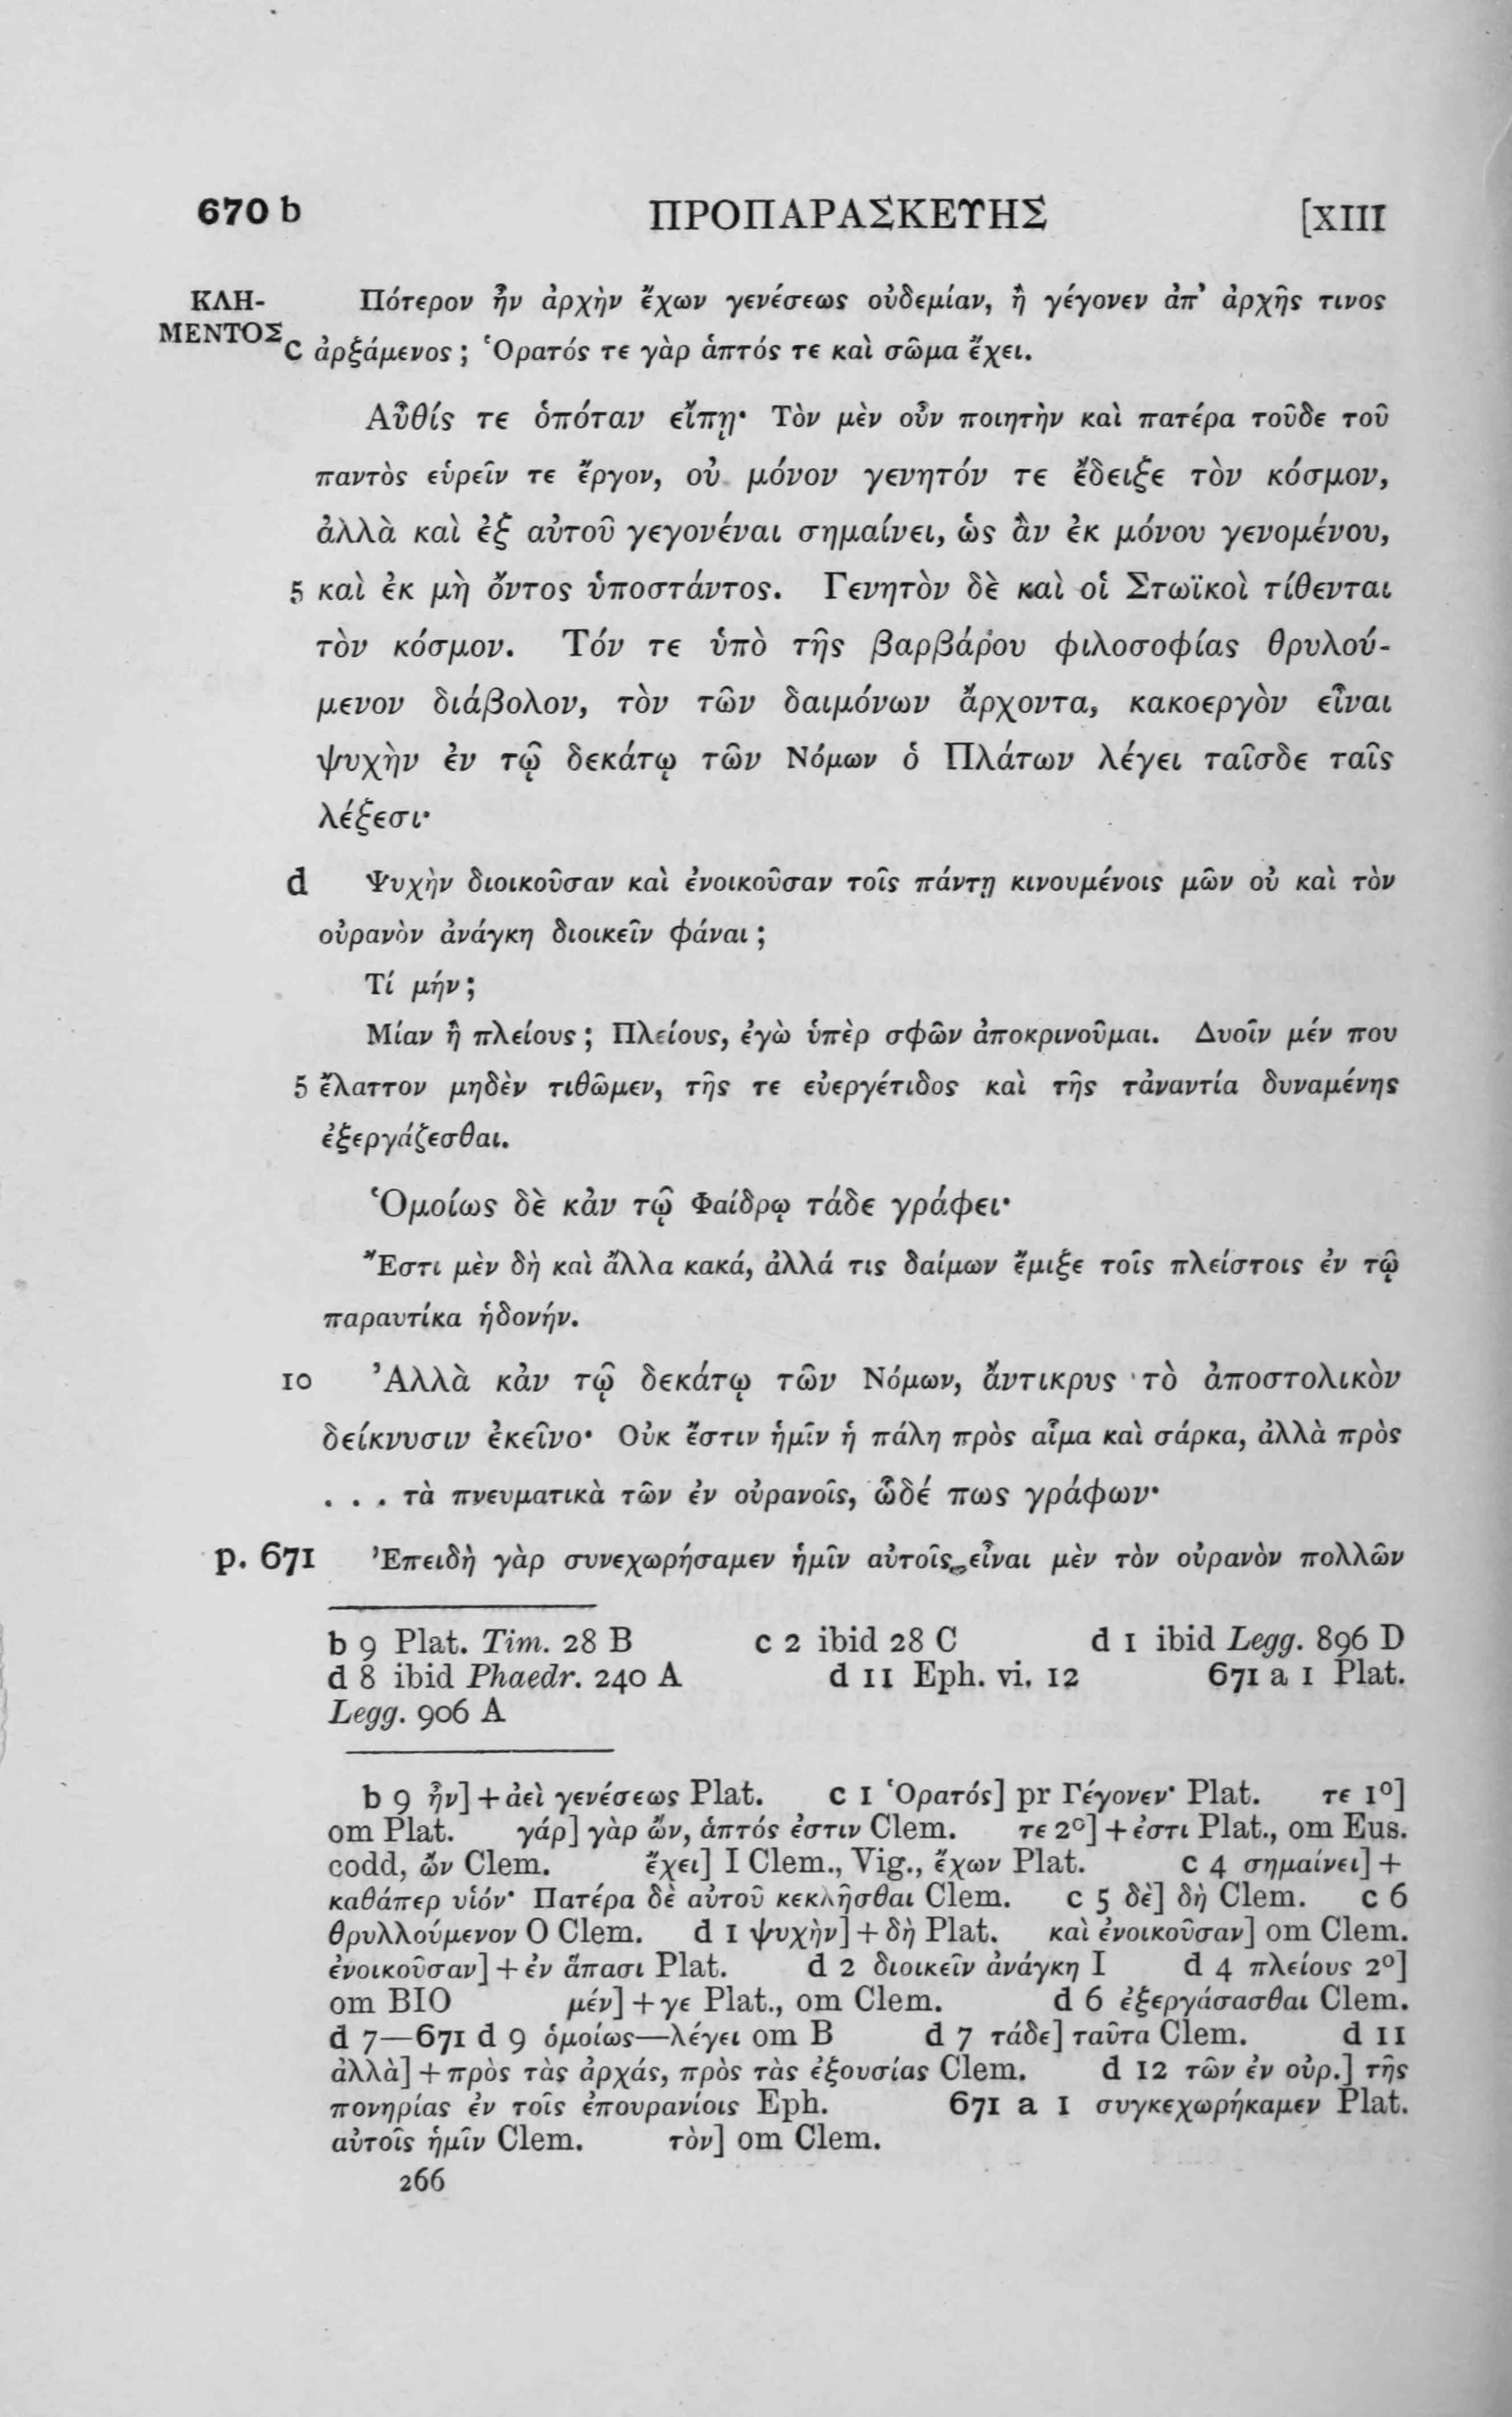 670 b ΠΡΟΠΑΡΑΣΚΕΥΗΣ [XIII
ΚΛΗ- Πότερον ἦν ἀρχὴν ἔχων γενέσεως οὐδεμίαν, ἢ γέγονεν ἀπ' ἀρχῆς τινος
ΜΕΝΤΟΣ c ἀρξάμενος ; Ὁρατός τε γὰρ ἁπτός τε καὶ σῶμα ἔχει.
Αὖθίς τε ὁπόταν εἴπῃ· Τὸν μὲν οὖν ποιητὴν καὶ πατέρα τοῦδε τοῦ
παντὸς εὑρεῖν τε ἔργον, οὐ μόνον γενητόν τε ἔδειξε τὸν κόσμον,
ἀλλὰ καὶ ἐξ αὐτοῦ γεγονέναι σημαίνει, ὡς ἂν ἐκ μόνου γενομένου,
5 καὶ ἐκ μὴ ὄντος ὑποστάντος. Γενητὸν δὲ καὶ οἱ Στωϊκοὶ τίθενται
τὸν κόσμον. Τόν τε ὑπὸ τῆς βαρβάρου φιλοσοφίας θρυλού-
μενον διάβολον, τὸν τῶν δαιμόνων ἄρχοντα, κακοεργὸν εἶναι
ψυχὴν ἐν τῷ δεκάτῳ τῶν Νόμων ὁ Πλάτων λέγει ταῖσδε ταῖς
λέξεσι·
d Ψυχὴν διοικοῦσαν καὶ ἐνοικοῦσαν τοῖς πάντῃ κινουμένοις μῶν οὐ καὶ τὸν
οὐρανὸν ἀνάγκη διοικεῖν φάναι ;
Τί μήν ;
Μίαν ἢ πλείους ; Πλείους, ἐγὼ ὑπὲρ σφῶν ἀποκρινοῦμαι. Δυοῖν μέν που
5 ἔλαττον μηδὲν τιθῶμεν, τῆς τε εὐεργέτιδος καὶ τῆς τἀναντία δυναμένης
ἐξεργάζεσθαι.
Ὁμοίως δὲ κἀν τῷ Φαίδρῳ τάδε γράφει·
Ἔστι μὲν δὴ καὶ ἄλλα κακά, ἀλλά τις δαίμων ἔμιξε τοῖς πλείστοις ἐν τῷ
παραυτίκα ἡδονήν.
10 Ἀλλὰ κἀν τῷ δεκάτῳ τῶν Νόμων, ἄντικρυς τὸ ἀποστολικὸν
δείκνυσιν ἐκεῖνο· Οὐκ ἔστιν ἡμῖν ἡ πάλη πρὸς αἷμα καὶ σάρκα, ἀλλὰ πρὸς
. . . τὰ πνευματικὰ τῶν ἐν οὐρανοῖς, ὧδέ πως γράφων·
p. 671 Ἐπειδὴ γὰρ συνεχωρήσαμεν ἡμῖν αὐτοῖς εἶναι μὲν τὸν οὐρανὸν πολλῶν
b 9 Plat. Tim. 28 B c 2 ibid 28 C d 1 ibid Legg. 896 D
d 8 ibid Phaedr. 240 A d 11 Eph. vi. 12 671 a 1 Plat.
Legg. 906 A
b 9 ἦν] + ἀεὶ γενέσεως Plat. c 1 Ὁρατός] pr Γέγονεν· Plat. τε 1º]
om Plat. γάρ] γὰρ ὤν, ἁπτός ἐστιν Clem. τε 2º] + ἐστι Plat., om Eus.
codd, ὢν Clem. ἔχει] I Clem., Vig., ἔχων Plat. c 4 σημαίνει] +
καθάπερ υἱόν· Πατέρα δὲ αὐτοῦ κεκλῆσθαι Clem. c 5 δὲ] δὴ Clem. c 6
θρυλλούμενον O Clem. d 1 ψυχὴν] + δὴ Plat. καὶ ἐνοικοῦσαν] om Clem.
ἐνοικοῦσαν] + ἐν ἅπασι Plat. d 2 διοικεῖν ἀνάγκη I d 4 πλείους 2º]
om BIO μέν] + γε Plat., om Clem. d 6 ἐξεργάσασθαι Clem.
d 7—671 d 9 ὁμοίως—λέγει om B d 7 τάδε] ταῦτα Clem. d 11
ἀλλὰ] + πρὸς τὰς ἀρχάς, πρὸς τὰς ἐξουσίας Clem. d 12 τῶν ἐν οὐρ.] τῆς
πονηρίας ἐν τοῖς ἐπουρανίοις Eph. 671 a 1 συγκεχωρήκαμεν Plat.
αὐτοῖς ἡμῖν Clem. τὸν] om Clem.
266